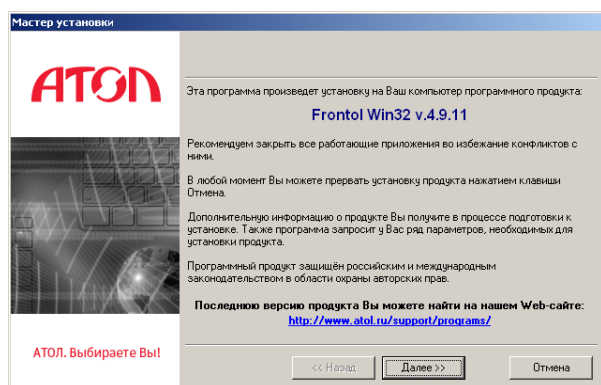 Мастер установки
АТОЛ
Эта программа произведет установку на Ваш компьютер программного продукта:
Frontol Win32 v.4.9.11
Рекомендуем закрыть все работающие приложения во избежание конфликтов с
ними.
В любой момент Вы можете прервать установку продукта нажатием клавиши
Отмена.
Дополнительную информацию о продукте Вы получите в процессе подготовки к
установке. Также программа запросит у Вас ряд параметров, необходимых для
установки продукта.
Программный продукт защищён российским и международным
законодательством в области охраны авторских прав.
Последнюю версию продукта Вы можете найти на нашем Web-сайте:
http://www.atol.ru/support/programs/
АТОЛ. Выбираете Вы!
<< Назад
Далее >>
Отмена